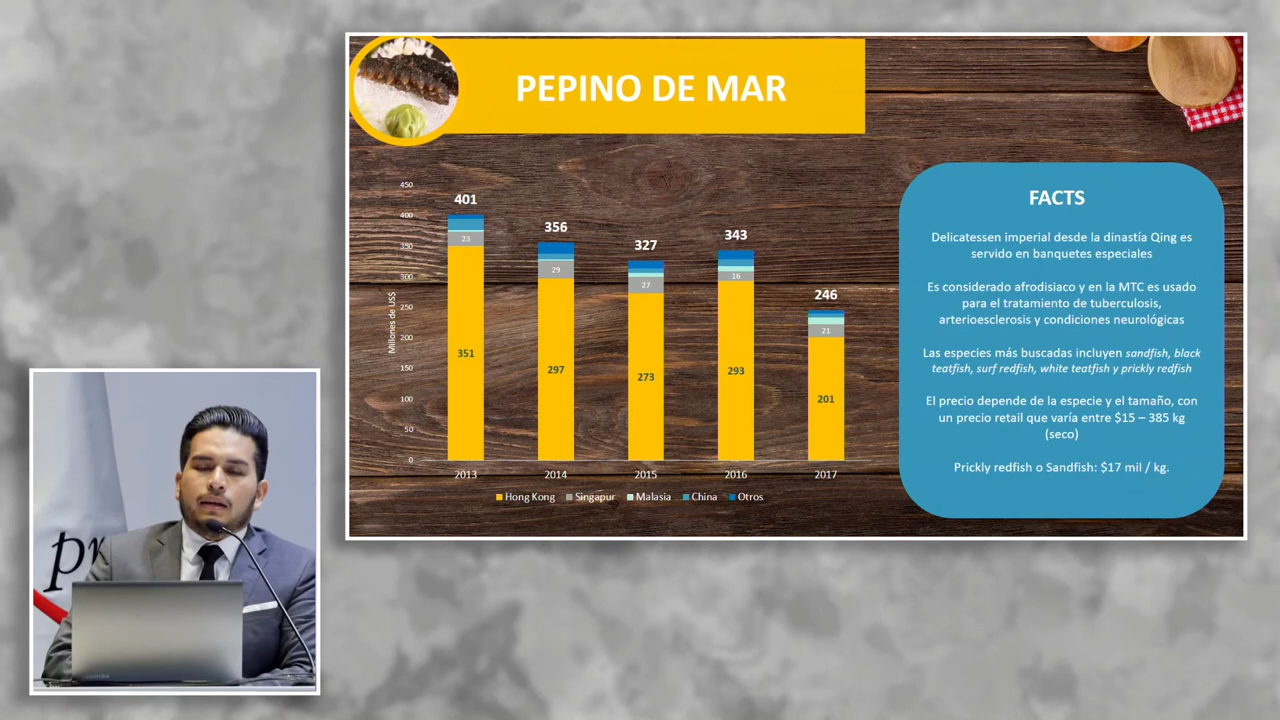 PEPINO DE MAR
Millones de US$
450
400
350
300
250
200
150
100
50
0
401
356
327
343
246
23
29
27
16
21
351
297
273
293
201
2013
2014
2015
2016
2017
Hong Kong
Singapur
Malasia
China
Otros
FACTS
Delicatessen imperial desde la dinastía Qing es
servido en banquetes especiales
Es considerado afrodisiaco y en la MTC es usado
para el tratamiento de tuberculosis,
arterioesclerosis y condiciones neurológicas
Las especies más buscadas incluyen sandfish, black
teatfish, surf redfish, white teatfish y prickly redfish
El precio depende de la especie y el tamaño, con
un precio retail que varía entre $15 – 385 kg
(seco)
Prickly redfish o Sandfish: $17 mil / kg.
pr